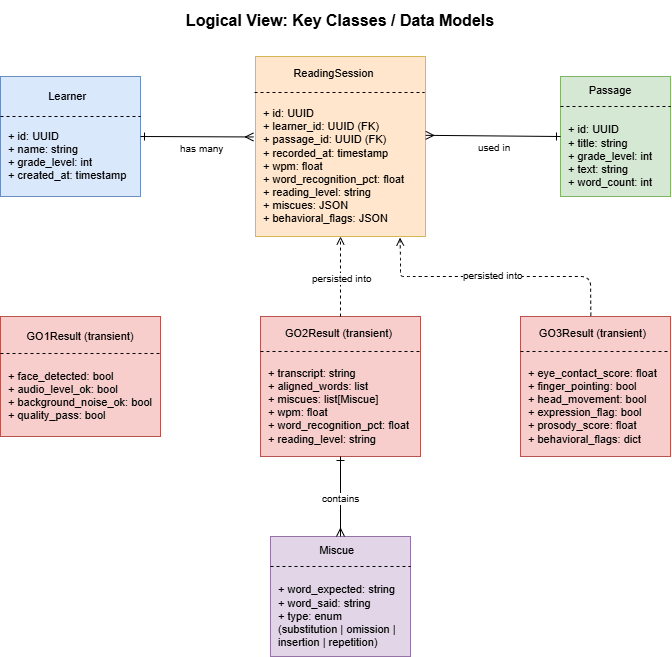 Logical View: Key Classes / Data Models
Learner
+ id: UUID
+ name: string
+ grade_level: int
+ created_at: timestamp
has many
ReadingSession
+ id: UUID
+ learner_id: UUID (FK)
+ passage_id: UUID (FK)
+ recorded_at: timestamp
+ wpm: float
+ word_recognition_pct: float
+ reading_level: string
+ miscues: JSON
+ behavioral_flags: JSON
used in
Passage
+ id: UUID
+ title: string
+ grade_level: int
+ text: string
+ word_count: int
persisted into
persisted into
GO1Result (transient)
+ face_detected: bool
+ audio_level_ok: bool
+ background_noise_ok: bool
+ quality_pass: bool
GO2Result (transient)
+ transcript: string
+ aligned_words: list
+ miscues: list[Miscue]
+ wpm: float
+ word_recognition_pct: float
+ reading_level: string
GO3Result (transient)
+ eye_contact_score: float
+ finger_pointing: bool
+ head_movement: bool
+ expression_flag: bool
+ prosody_score: float
+ behavioral_flags: dict
contains
Miscue
+ word_expected: string
+ word_said: string
+ type: enum
(substitution | omission |
insertion | repetition)